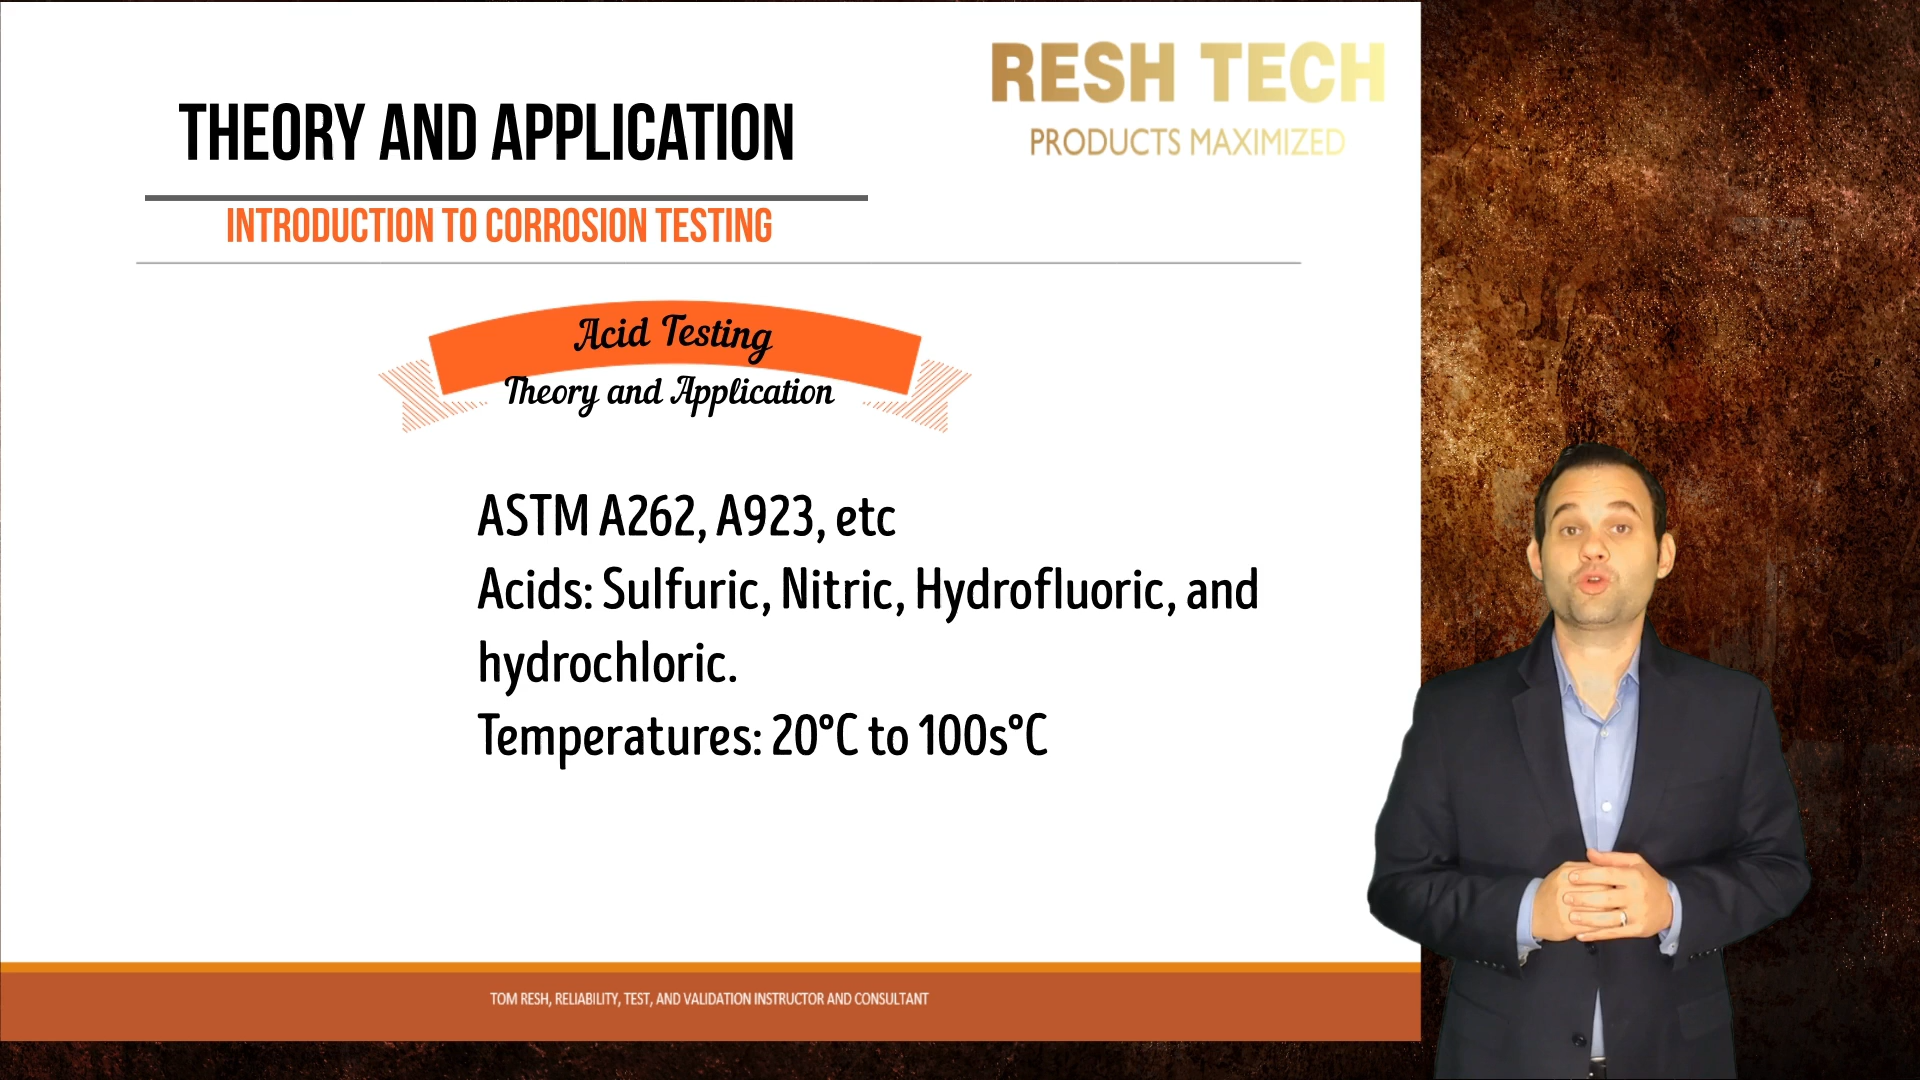 RESH TECH
PRODUCTS MAXIMIZED
THEORY AND APPLICATION
INTRODUCTION TO CORROSION TESTING
Acid Testing
Theory and Application
ASTM A262, A923, etc
Acids: Sulfuric, Nitric, Hydrofluoric, and
hydrochloric.
Temperatures: 20°C to 100s°C
TOM RESH, RELIABILITY, TEST, AND VALIDATION INSTRUCTOR AND CONSULTANT